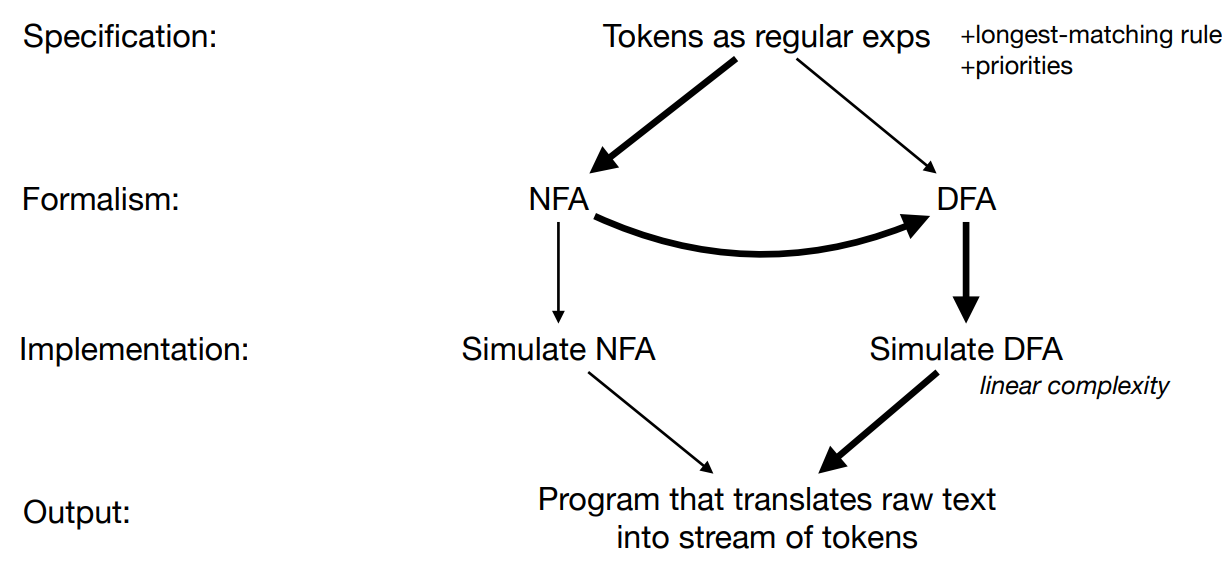 Specification:
Tokens as regular exps
+longest-matching rule
+priorities
Formalism:
NFA
DFA
Implementation:
Simulate NFA
Simulate DFA
linear complexity
Output:
Program that translates raw text
into stream of tokens